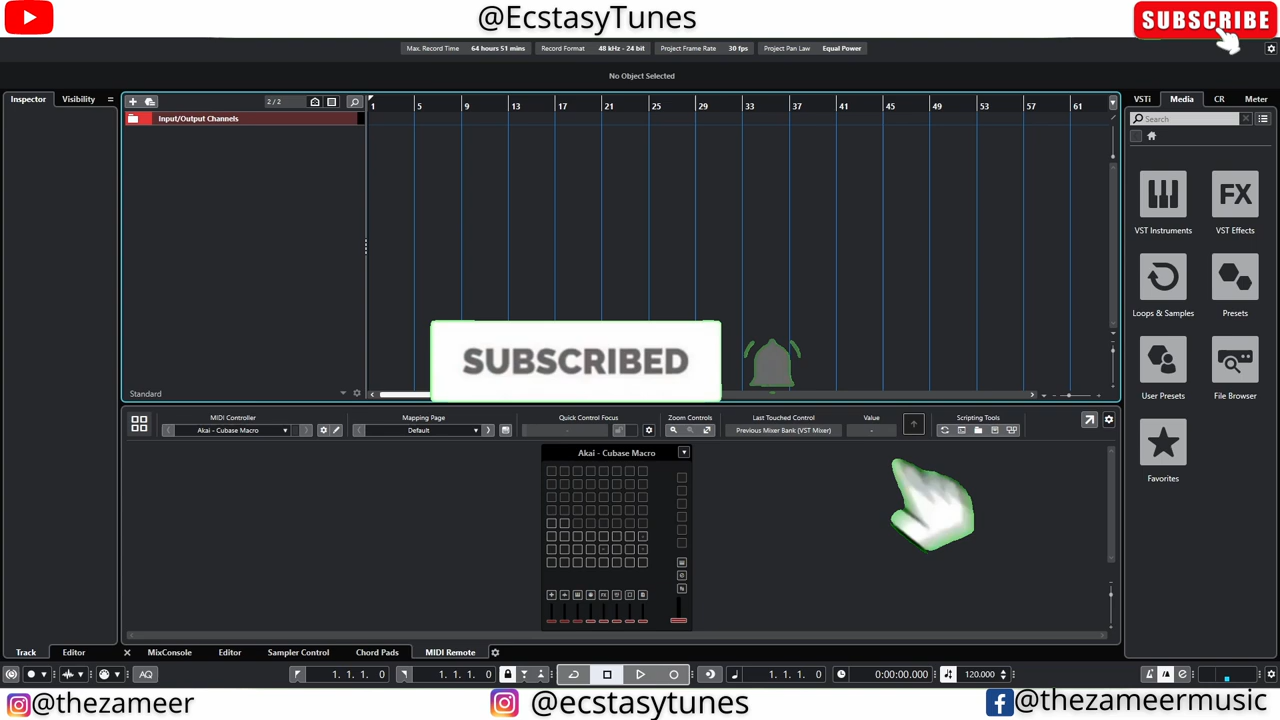 @EcstasyTunes
SUBSCRIBE
Max. Record Time 64 hours 51 mins Record Format 48 kHz - 24 bit Project Frame Rate 30 fps Project Pan Law Equal Power
No Object Selected
Inspector Visibility
2/2
1 5 9 13 17 21 25 29 33 37 41 45 49 53 57 61
VSTi Media CR Meter
Input/Output Channels
Search
FX
VST Instruments VST Effects
Loops & Samples Presets
SUBSCRIBED
User Presets File Browser
Standard
MIDI Controller Mapping Page Quick Control Focus Zoom Controls Last Touched Control Value Scripting Tools
Akai - Cubase Macro Default - Previous Mixer Bank (VST Mixer) -
Akai - Cubase Macro
Favorites
Track Editor MixConsole Editor Sampler Control Chord Pads MIDI Remote
AQ 1. 1. 1. 0 1. 1. 1. 0 1. 1. 1. 0 0:00:00.000 120.000
@thezameer @ecstasytunes @thezameermusic